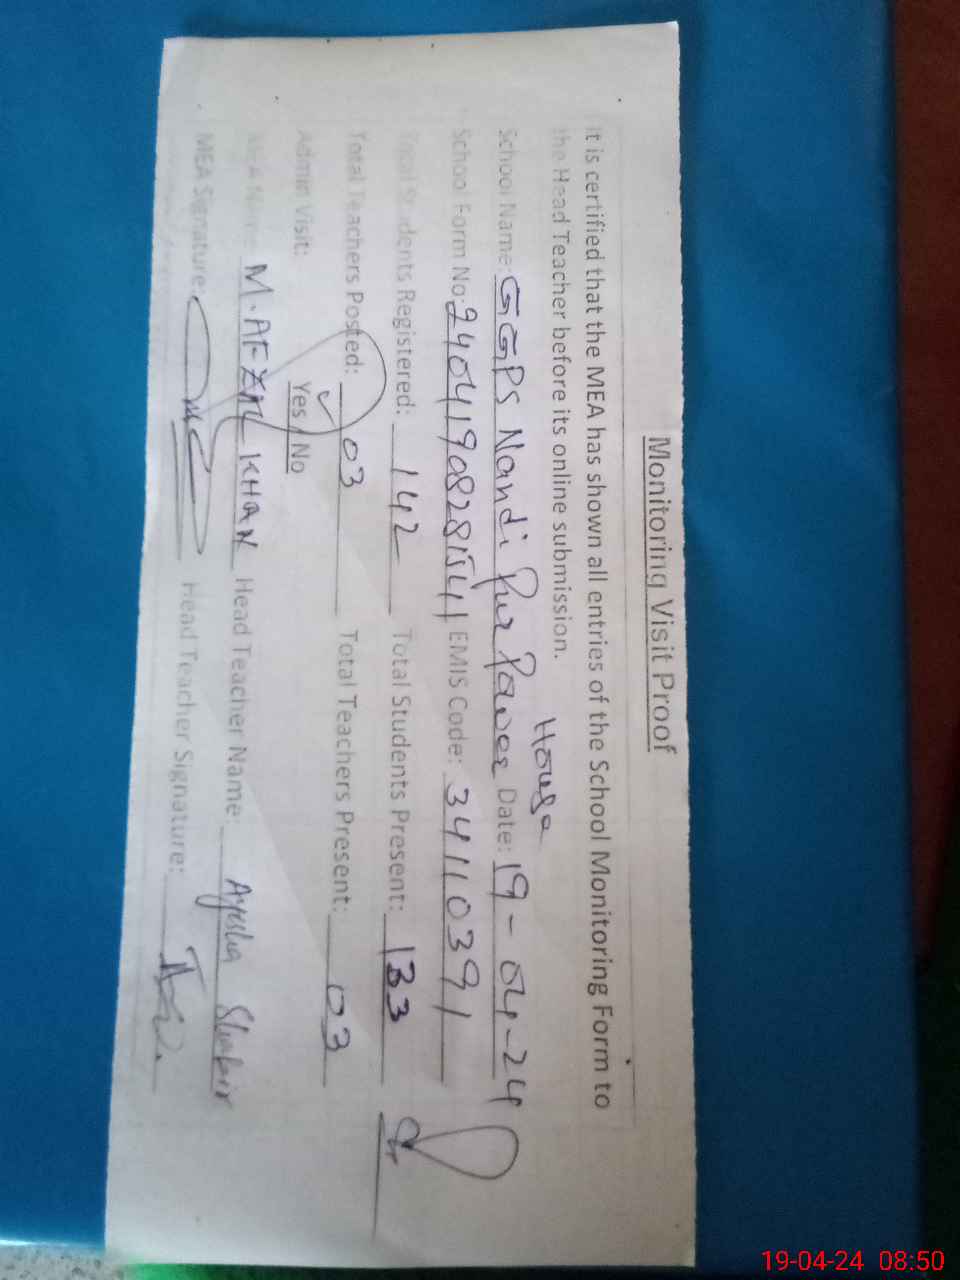 Monitoring Visit Proof
it is certified that the MEA has shown all entries of the School Monitoring Form to
the Head Teacher before its online submission.
House
School Name: GGPS Nandi Pur Power Date: 19-04-24
School Form No: EMIS Code: 34110391
Total Students Registered: 142 Total Students Present: 133
Total Teachers Posted: 03 Total Teachers Present: 03
Admin Visit: Yes / No
MEA Name: M.AFZAL KHAN Head Teacher Name: Ayesha
MEA Signature: Head Teacher Signature:
19-04-24 08:50